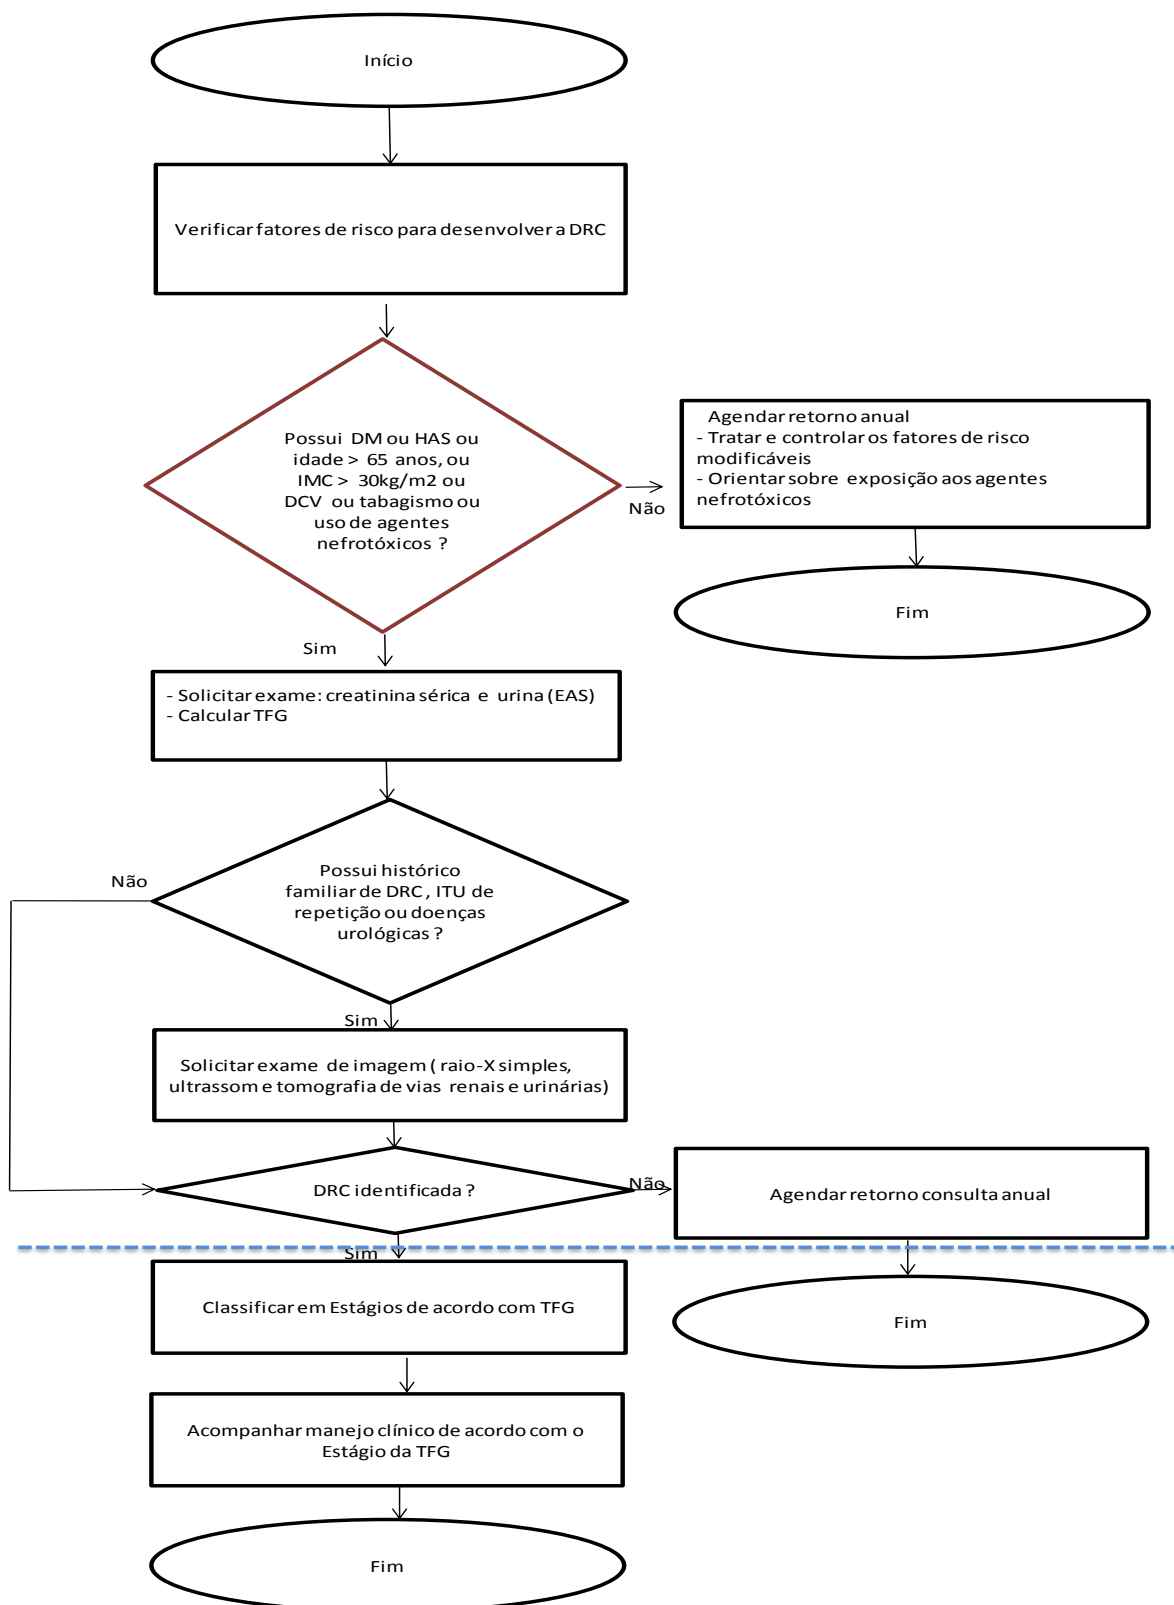 Início
Verificar fatores de risco para desenvolver a DRC
Possui DM ou HAS ou
idade > 65 anos, ou
IMC > 30kg/m2 ou
DCV ou tabagismo ou
uso de agentes
nefrotóxicos ?
Não
Agendar retorno anual
- Tratar e controlar os fatores de risco
modificáveis
- Orientar sobre exposição aos agentes
nefrotóxicos
Fim
Sim
- Solicitar exame: creatinina sérica e urina (EAS)
- Calcular TFG
Possui histórico
familiar de DRC , ITU de
repetição ou doenças
urológicas ?
Não
Sim
Solicitar exame de imagem ( raio-X simples,
ultrassom e tomografia de vias renais e urinárias)
DRC identificada ?
Não
Agendar retorno consulta anual
Sim
Classificar em Estágios de acordo com TFG
Fim
Acompanhar manejo clínico de acordo com o
Estágio da TFG
Fim